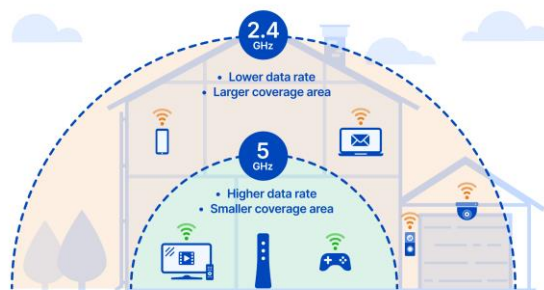 2.4
GHz
• Lower data rate
• Larger coverage area
5
GHz
• Higher data rate
• Smaller coverage area